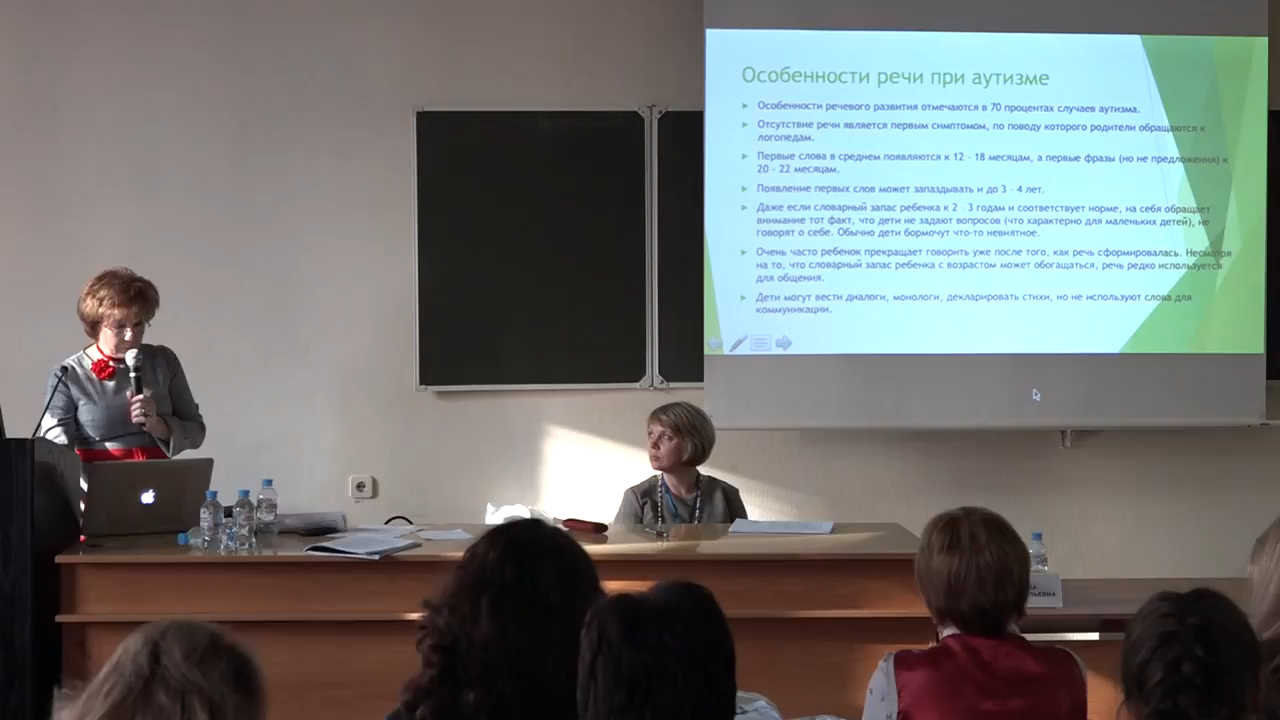 Особенности речи при аутизме
Особенности речевого развития отмечаются в 70 процентах случаев аутизма.
Отсутствие речи является первым симптомом, по поводу которого родители обращаются к
логопедам.
Первые слова в среднем появляются к 12 - 18 месяцам, а первые фразы (но не предложения) к
20 - 22 месяцам.
Появление первых слов может запаздывать и до 3 - 4 лет.
Даже если словарный запас ребенка к 2 - 3 годам и соответствует норме, на себя обращает
внимание тот факт, что дети не задают вопросов (что характерно для маленьких детей), не
говорят о себе. Обычно дети бормочут что-то невнятное.
Очень часто ребенок прекращает говорить уже после того, как речь сформировалась. Несмотря
на то, что словарный запас ребенка с возрастом может обогащаться, речь редко используется
для общения.
Дети могут вести диалоги, монологи, декларировать стихи, но не используют слова для
коммуникации.